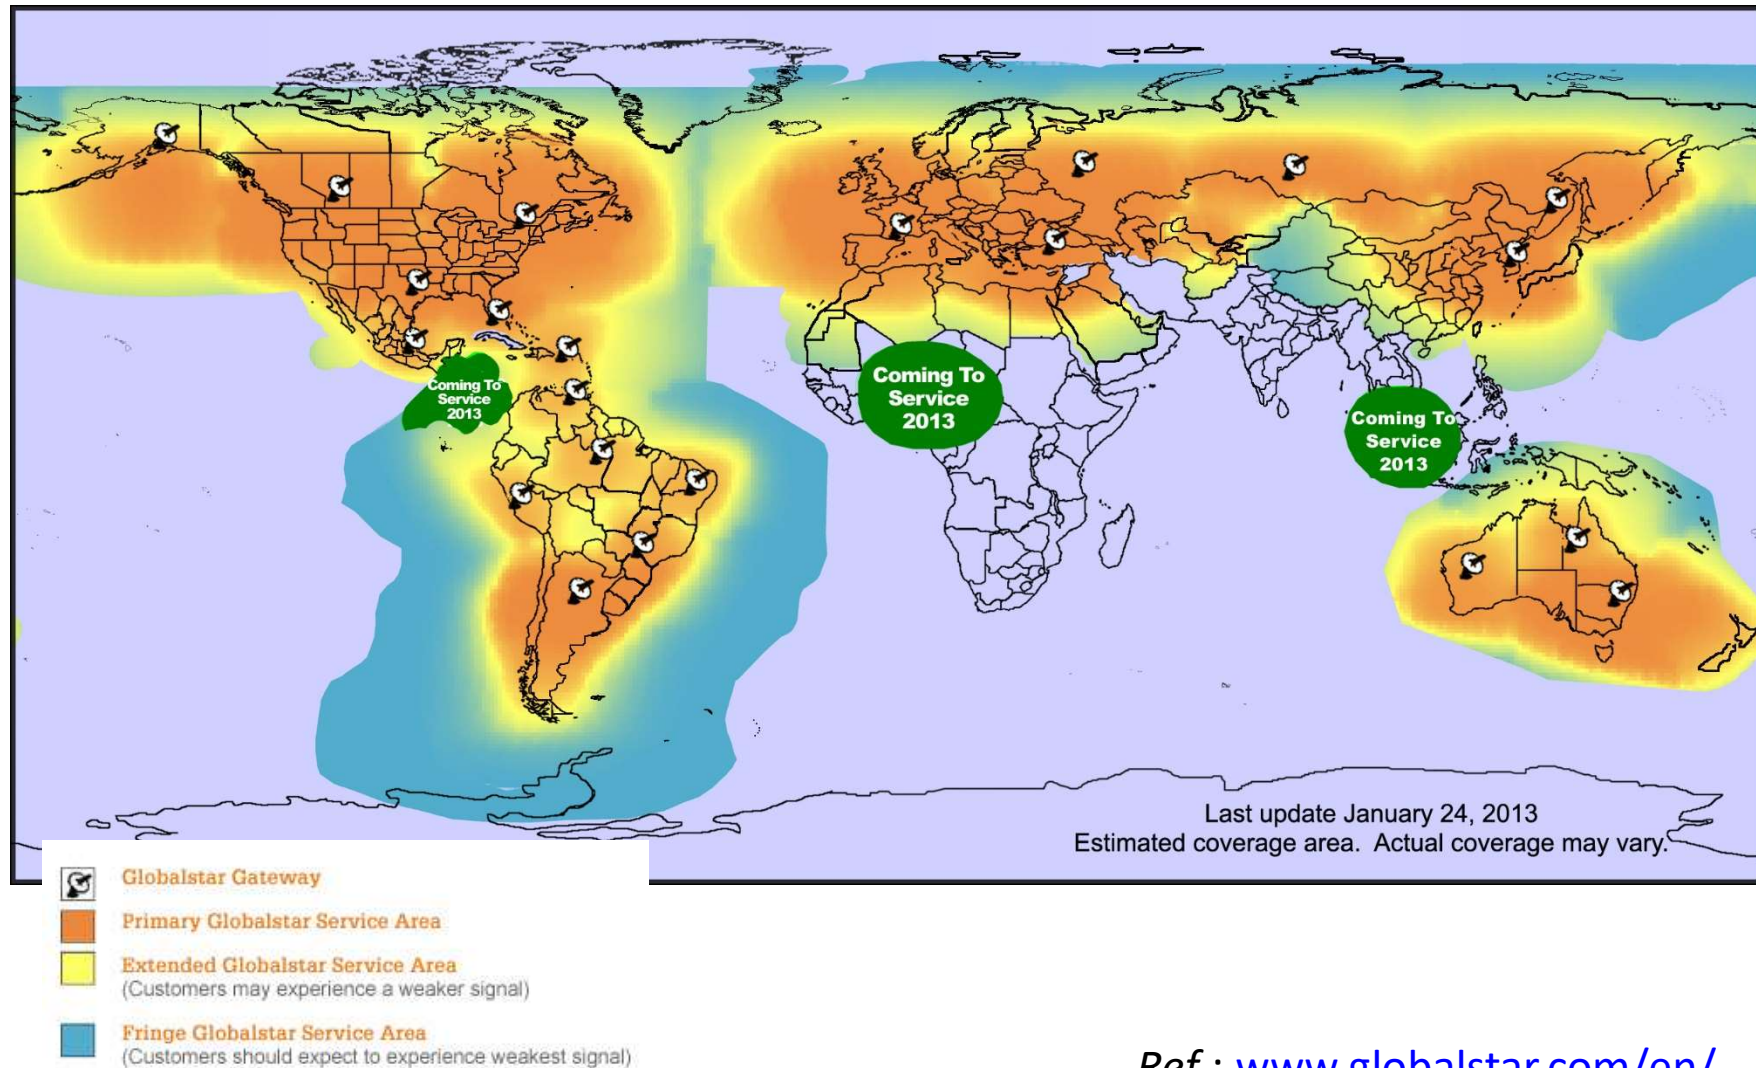 Coming To
Service
2013
Coming To
Service
2013
Coming To
Service
2013
Last update January 24, 2013
Estimated coverage area.  Actual coverage may vary.
Globalstar Gateway
Primary Globalstar Service Area
Extended Globalstar Service Area
(Customers may experience a weaker signal)
Fringe Globalstar Service Area
(Customers should expect to experience weakest signal)
Ref.: www.globalstar.com/en/